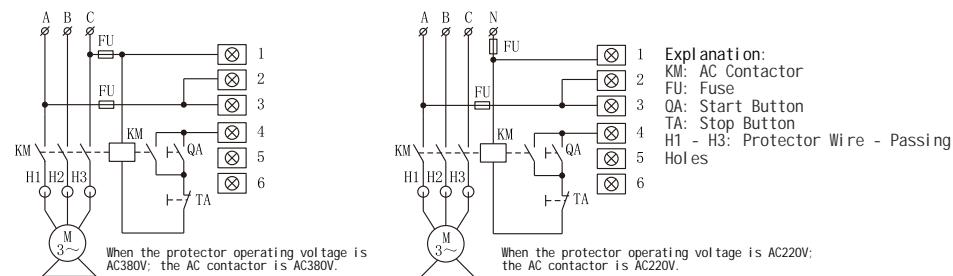 A B C
FU
1
2
FU
3
KM
4
KM
QA
5
H1 H2 H3
6
TA
M
3~
When the protector operating voltage is
AC380V; the AC contactor is AC380V.
A B C N
FU
1
2
FU
3
KM
4
KM
QA
5
H1 H2 H3
6
TA
M
3~
When the protector operating voltage is AC220V;
the AC contactor is AC220V.
Explanation:
KM: AC Contactor
FU: Fuse
QA: Start Button
TA: Stop Button
H1 - H3: Protector Wire - Passing
Holes